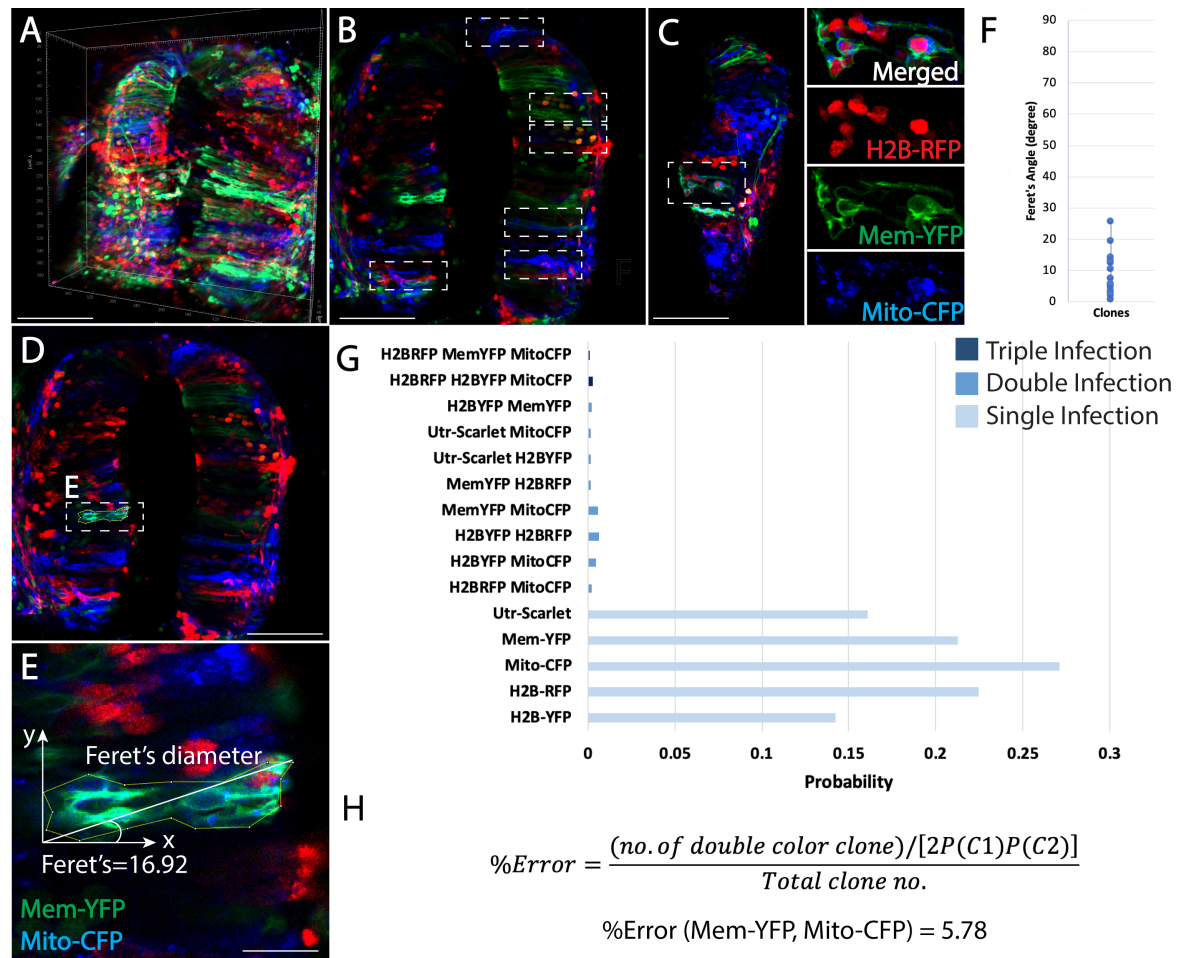 A
B
C
Merged
H2B-RFP
Mem-YFP
Mito-CFP
F
Feret's Angle (degree)
90
80
70
60
50
40
30
20
10
0
Clones
F
D
E
E
y
Feret's diameter
x
Feret's=16.92
Mem-YFP
Mito-CFP
G
Triple Infection
Double Infection
Single Infection
H2BRFP MemYFP MitoCFP
H2BRFP H2BYFP MitoCFP
H2BYFP MemYFP
Utr-Scarlet MitoCFP
Utr-Scarlet H2BYFP
MemYFP H2BRFP
MemYFP MitoCFP
H2BYFP H2BRFP
H2BYFP MitoCFP
H2BRFP MitoCFP
Utr-Scarlet
Mem-YFP
Mito-CFP
H2B-RFP
H2B-YFP
0 0.05 0.1 0.15 0.2 0.25 0.3
Probability
H
%Error = (no. of double color clone)/[2P(C1)P(C2)]
Total clone no.
%Error (Mem-YFP, Mito-CFP) = 5.78